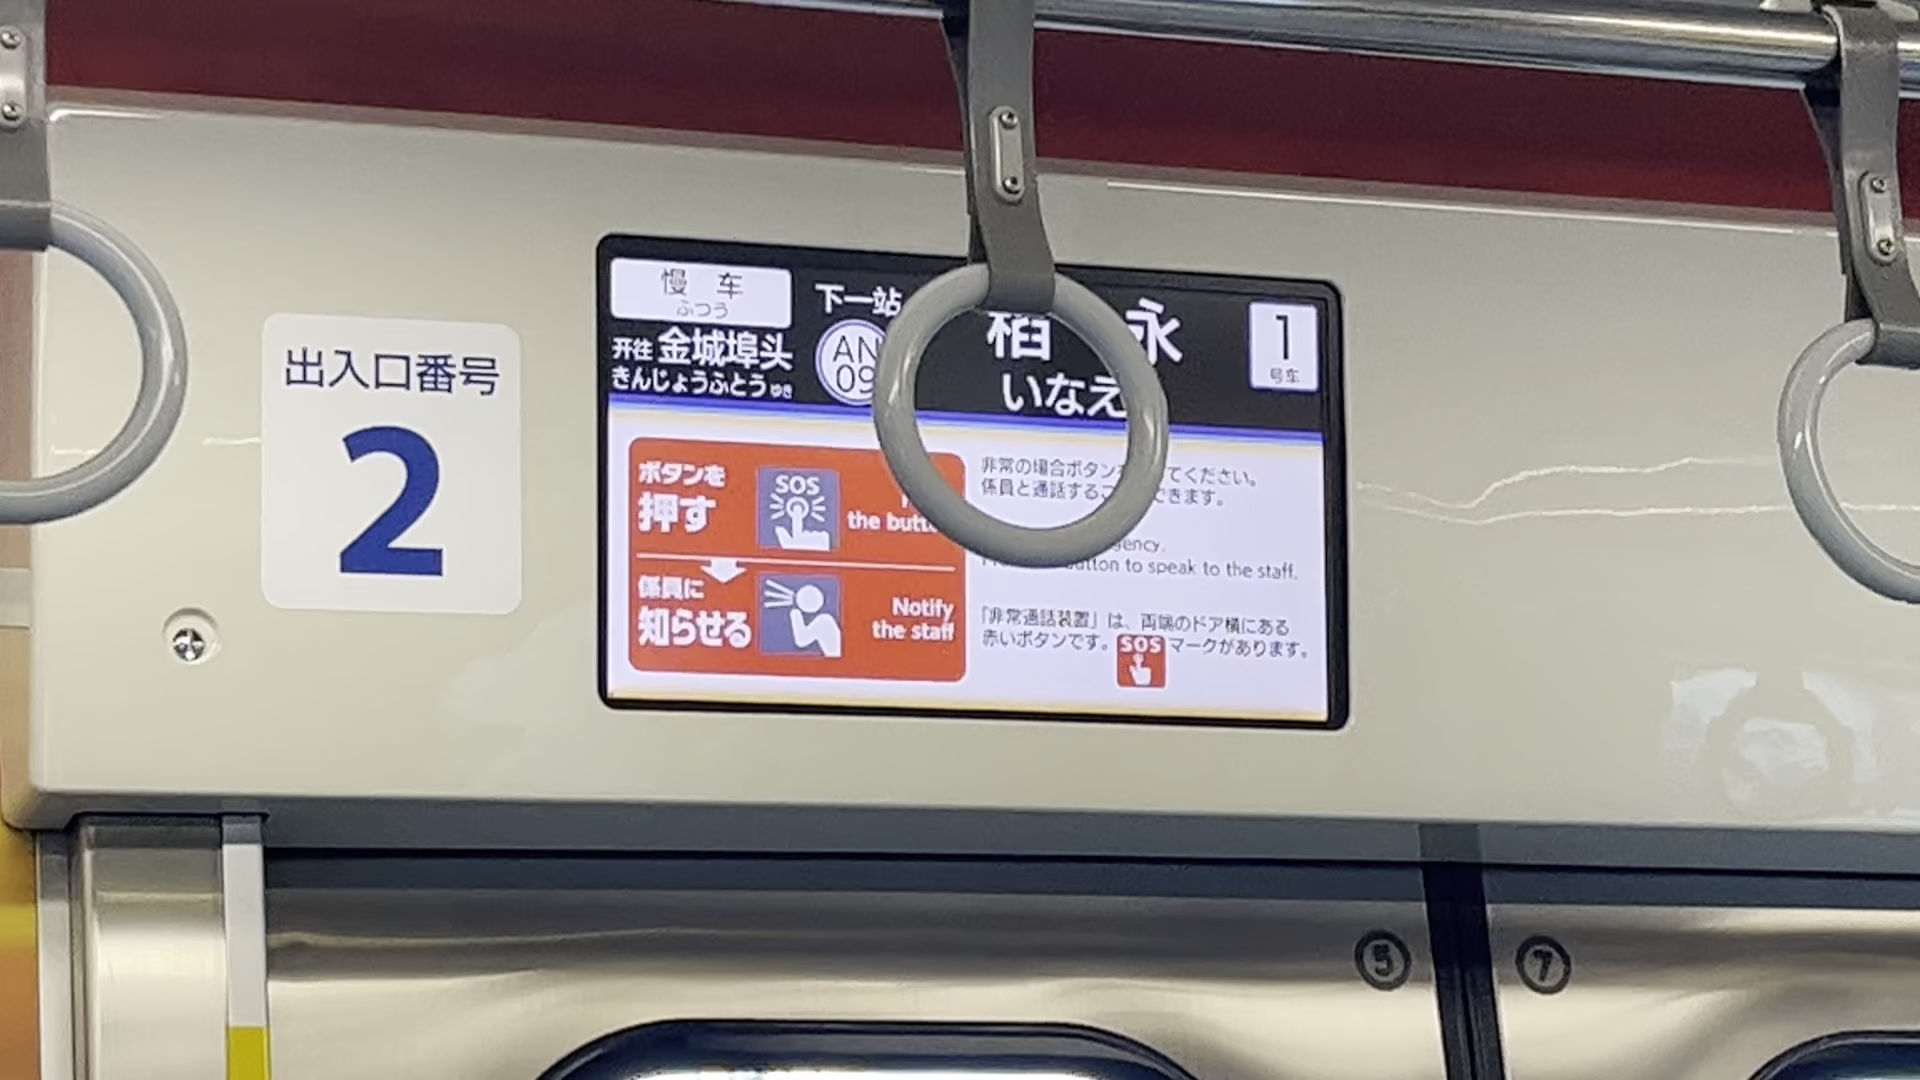 出入口番号
2
慢车
ふつう
开往 金城埠头
きんじょうふとう ゆき
下一站
AN
09
稻永
いなえ
1
号车
ボタンを
押す
SOS
the
係員に
知らせる
Notify
the staff
非常の場合ボタン てください。
係員と通話する できます。
button to speak to the staff.
「非常通話装置」は、両端のドア横にある
赤いボタンです。 SOS マークがあります。
5
7